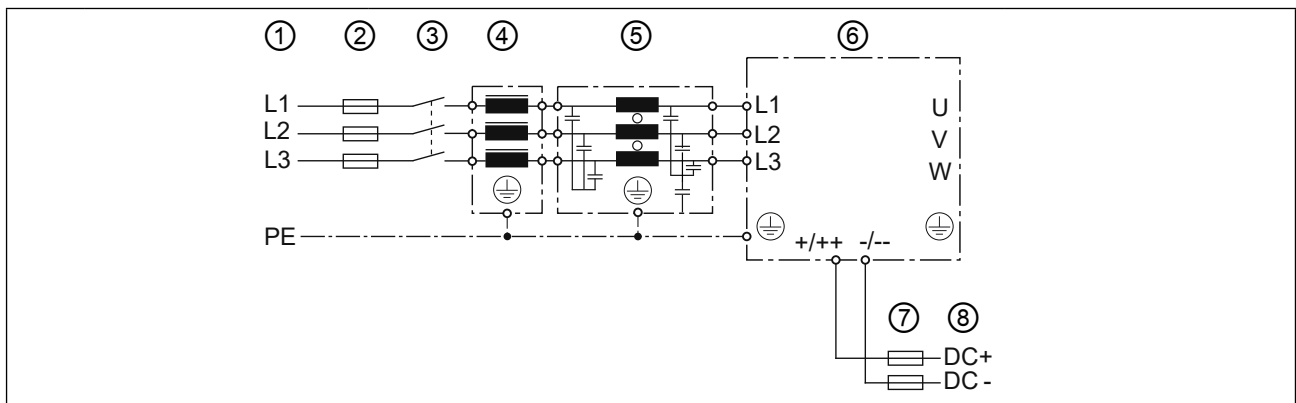 ① ② ③ ④ ⑤ ⑥
L1 L1 U
L2 L2 V
L3 L3 W
PE
+/++ -/--
⑦ ⑧
DC+
DC -